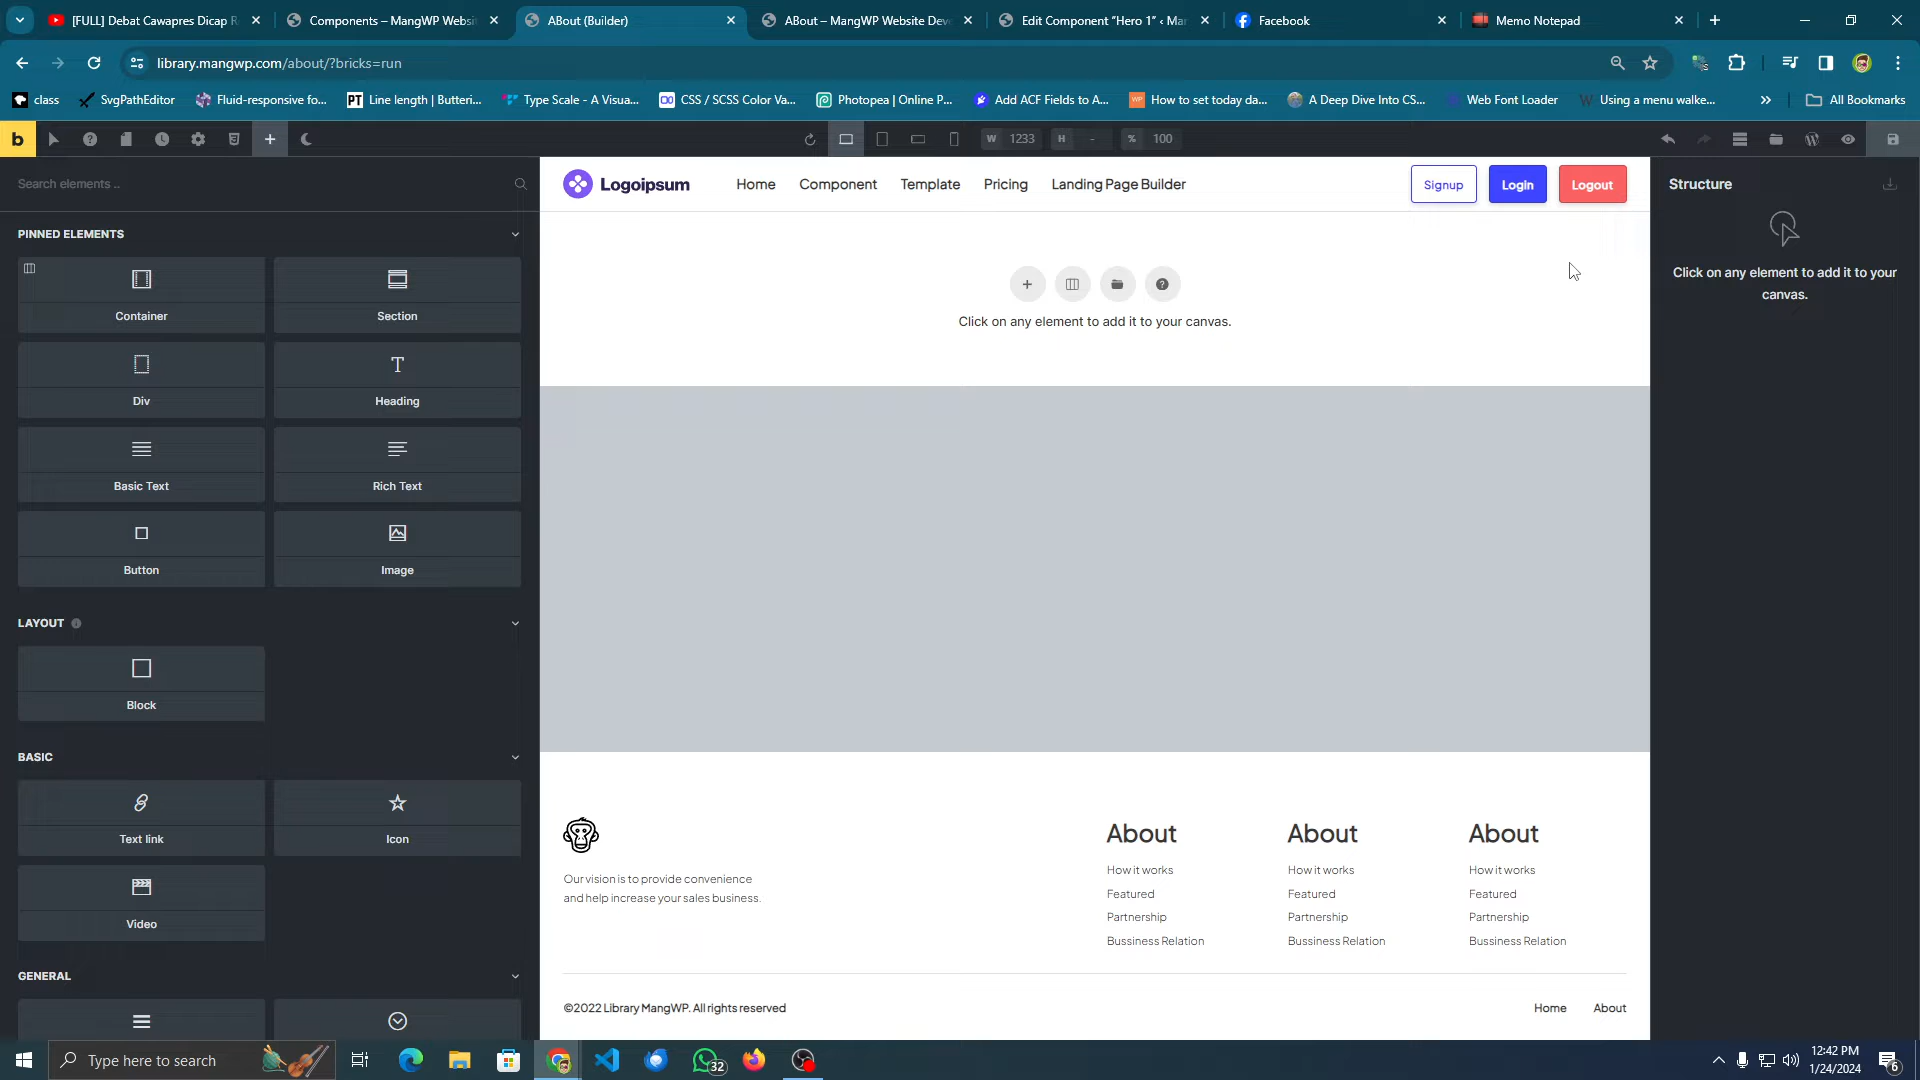 [FULL] Debat Cawapres Dicap R
Components – MangWP Websit
ABout (Builder)
ABout – MangWP Website Dev
Edit Component "Hero 1" ‹ Mar
Facebook
Memo Notepad
library.mangwp.com/about/?bricks=run
class
SvgPathEditor
Fluid-responsive fo...
PT
Line length | Butteri...
Type Scale - A Visua...
CSS / SCSS Color Va...
Photopea | Online P...
Add ACF Fields to A...
WP
How to set today da...
A Deep Dive Into CS...
Web Font Loader
Using a menu walke...
All Bookmarks
b
W 1233
H -
% 100
Search elements ..
Logoipsum
Home
Component
Template
Pricing
Landing Page Builder
Signup
Login
Logout
Structure
PINNED ELEMENTS
Container
Section
Div
Heading
Basic Text
Rich Text
Button
Image
LAYOUT
Block
BASIC
Text link
Icon
Video
GENERAL
Click on any element to add it to your canvas.
Click on any element to add it to your
canvas.
Our vision is to provide convenience
and help increase your sales business.
About
How it works
Featured
Partnership
Bussiness Relation
About
How it works
Featured
Partnership
Bussiness Relation
About
How it works
Featured
Partnership
Bussiness Relation
©2022 Library MangWP. All rights reserved
Home
About
Type here to search
32
12:42 PM
1/24/2024
6